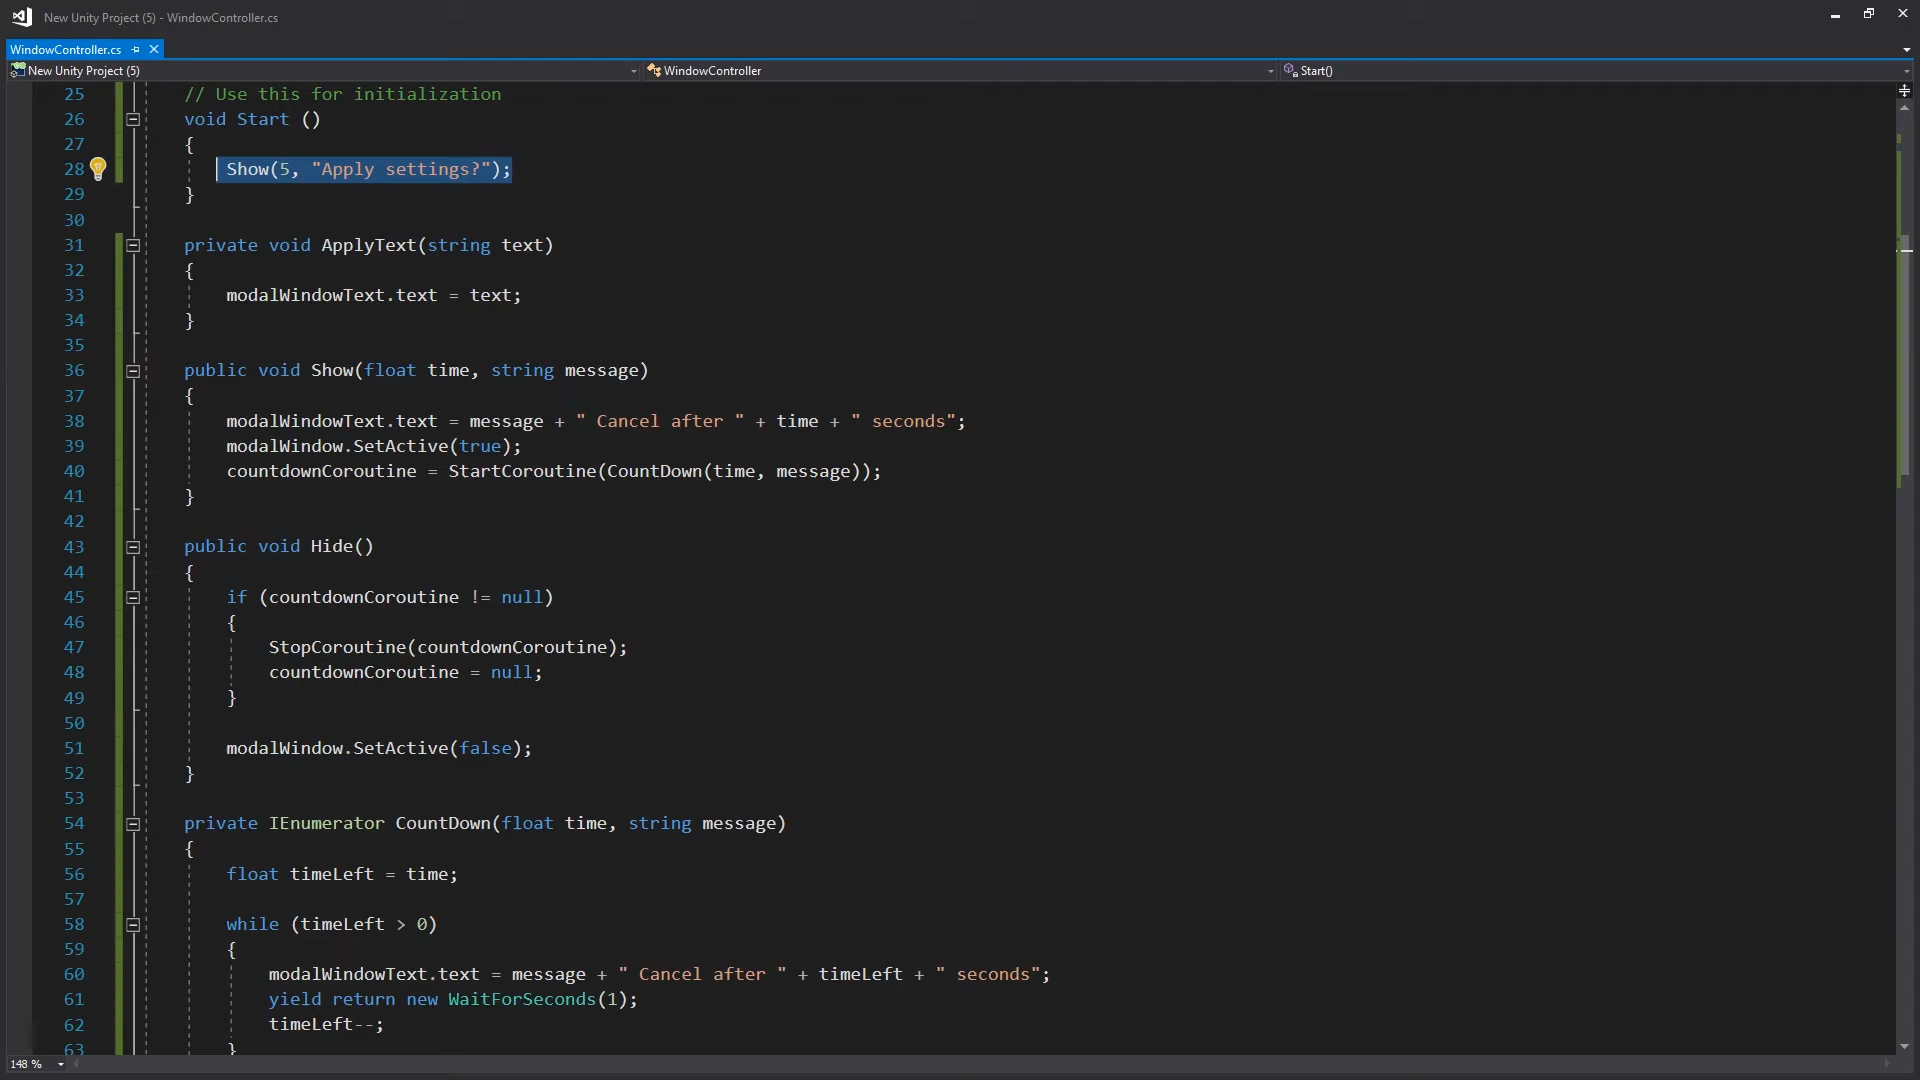 New Unity Project (5) - WindowController.cs
WindowController.cs
New Unity Project (5)
WindowController
Start()
25 // Use this for initialization
26 void Start ()
27 {
28 Show(5, "Apply settings?");
29 }
30
31 private void ApplyText(string text)
32 {
33 modalWindowText.text = text;
34 }
35
36 public void Show(float time, string message)
37 {
38 modalWindowText.text = message + " Cancel after " + time + " seconds";
39 modalWindow.SetActive(true);
40 countdownCoroutine = StartCoroutine(CountDown(time, message));
41 }
42
43 public void Hide()
44 {
45 if (countdownCoroutine != null)
46 {
47 StopCoroutine(countdownCoroutine);
48 countdownCoroutine = null;
49 }
50
51 modalWindow.SetActive(false);
52 }
53
54 private IEnumerator CountDown(float time, string message)
55 {
56 float timeLeft = time;
57
58 while (timeLeft > 0)
59 {
60 modalWindowText.text = message + " Cancel after " + timeLeft + " seconds";
61 yield return new WaitForSeconds(1);
62 timeLeft--;
63 }
148 %